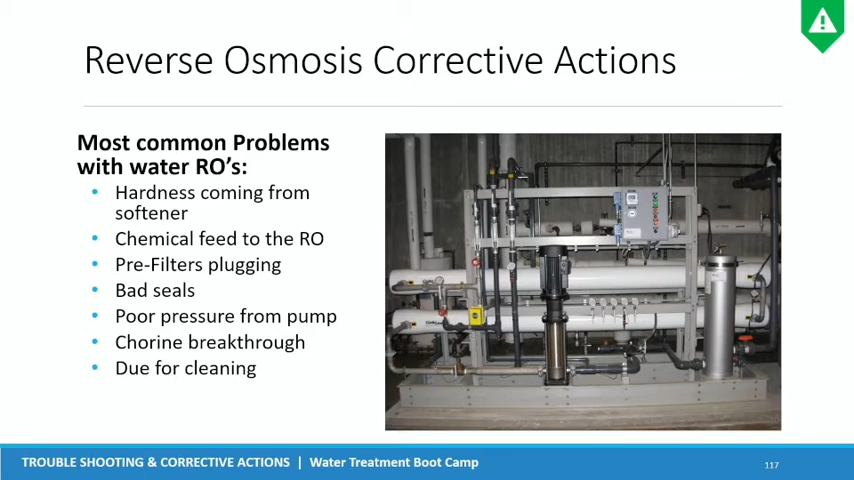 Reverse Osmosis Corrective Actions
Most common Problems
with water RO's:
• Hardness coming from
softener
• Chemical feed to the RO
• Pre-Filters plugging
• Bad seals
• Poor pressure from pump
• Chorine breakthrough
• Due for cleaning
TROUBLE SHOOTING & CORRECTIVE ACTIONS | Water Treatment Boot Camp
117